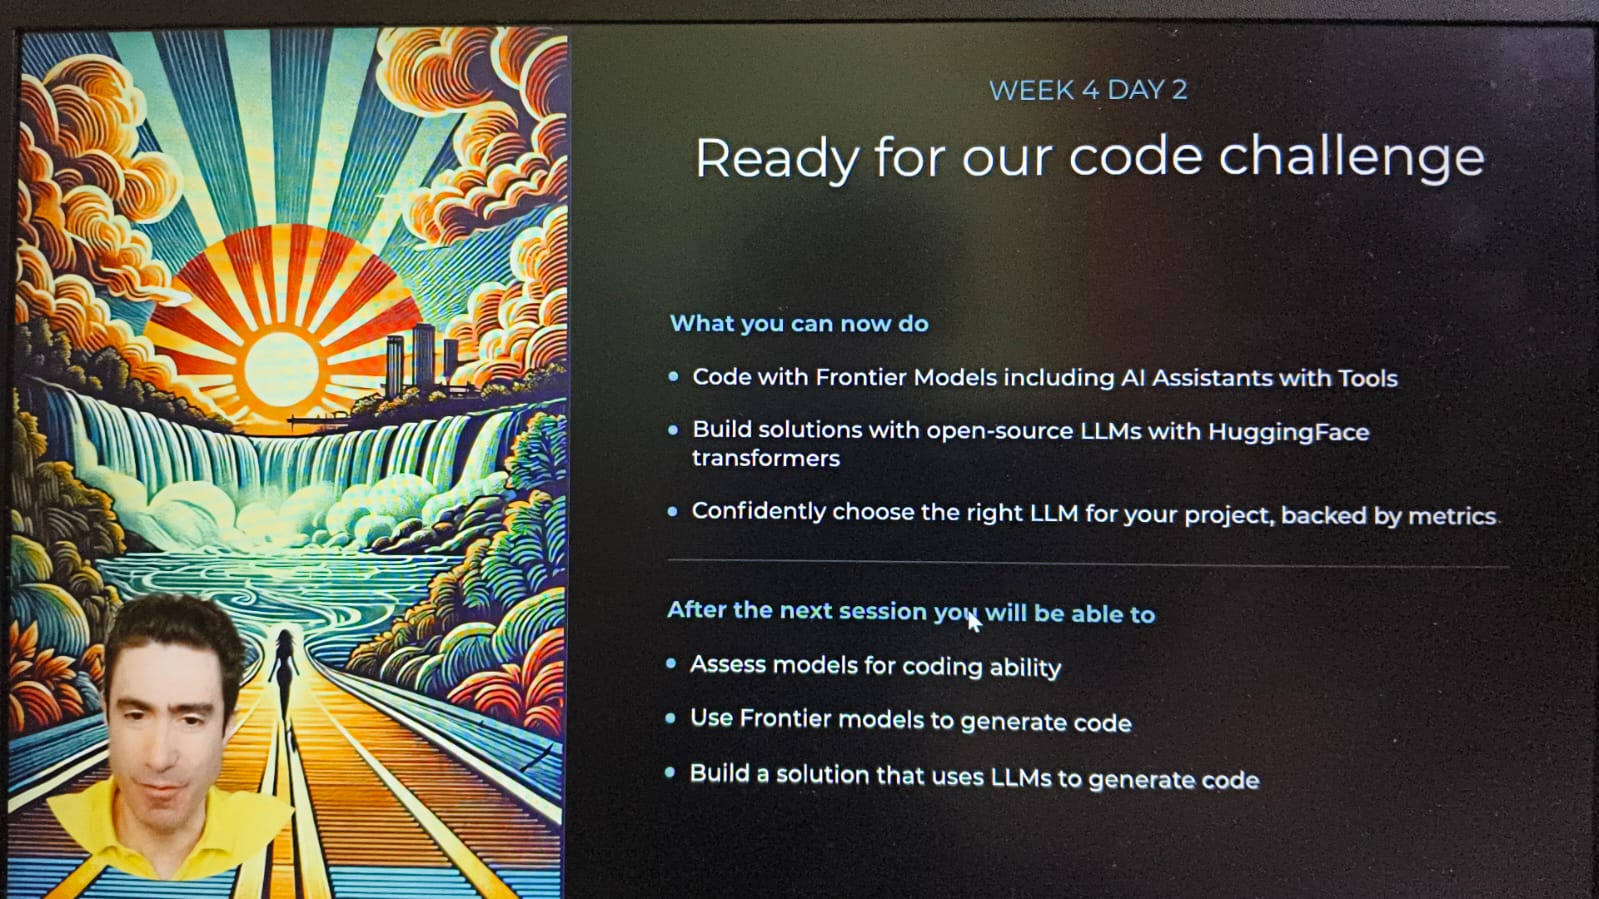 WEEK 4 DAY 2
Ready for our code challenge
What you can now do
• Code with Frontier Models including AI Assistants with Tools
• Build solutions with open-source LLMs with HuggingFace
transformers
• Confidently choose the right LLM for your project, backed by metrics
After the next session you will be able to
• Assess models for coding ability
• Use Frontier models to generate code
• Build a solution that uses LLMs to generate code